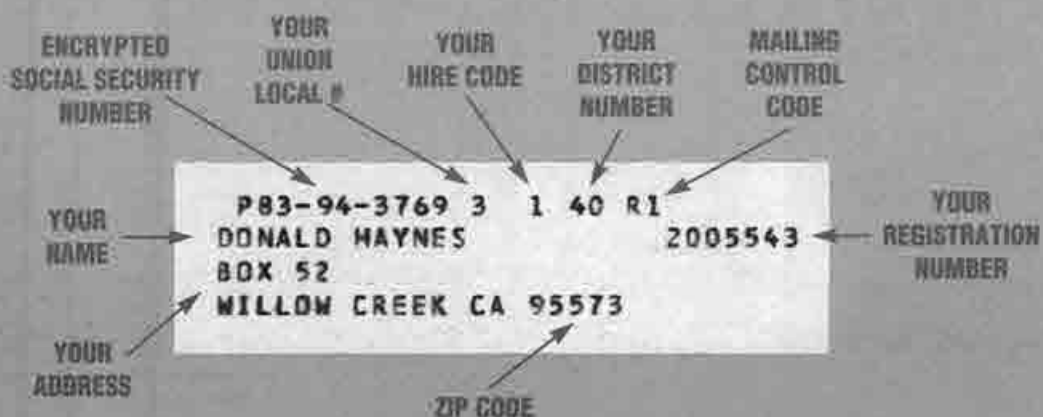 ENCRYPTED
SOCIAL SECURITY
NUMBER
YOUR
UNION
LOCAL #
YOUR
HIRE CODE
YOUR
DISTRICT
NUMBER
MAILING
CONTROL
CODE
P83-94-3769 3 1 40 R1
YOUR
NAME
DONALD HAYNES 2005543
YOUR
REGISTRATION
NUMBER
BOX 52
WILLOW CREEK CA 95573
YOUR
ADDRESS
ZIP CODE